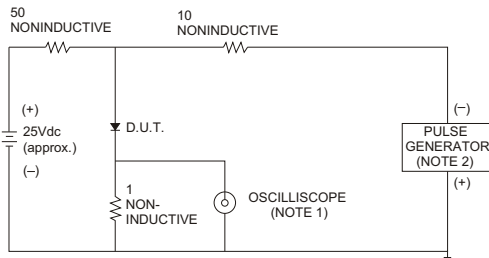 50
NONINDUCTIVE
10
NONINDUCTIVE
(+)
25Vdc
(approx.)
(–)
D.U.T.
1
NON-
INDUCTIVE
OSCILLISCOPE
(NOTE 1)
(–)
PULSE
GENERATOR
(NOTE 2)
(+)